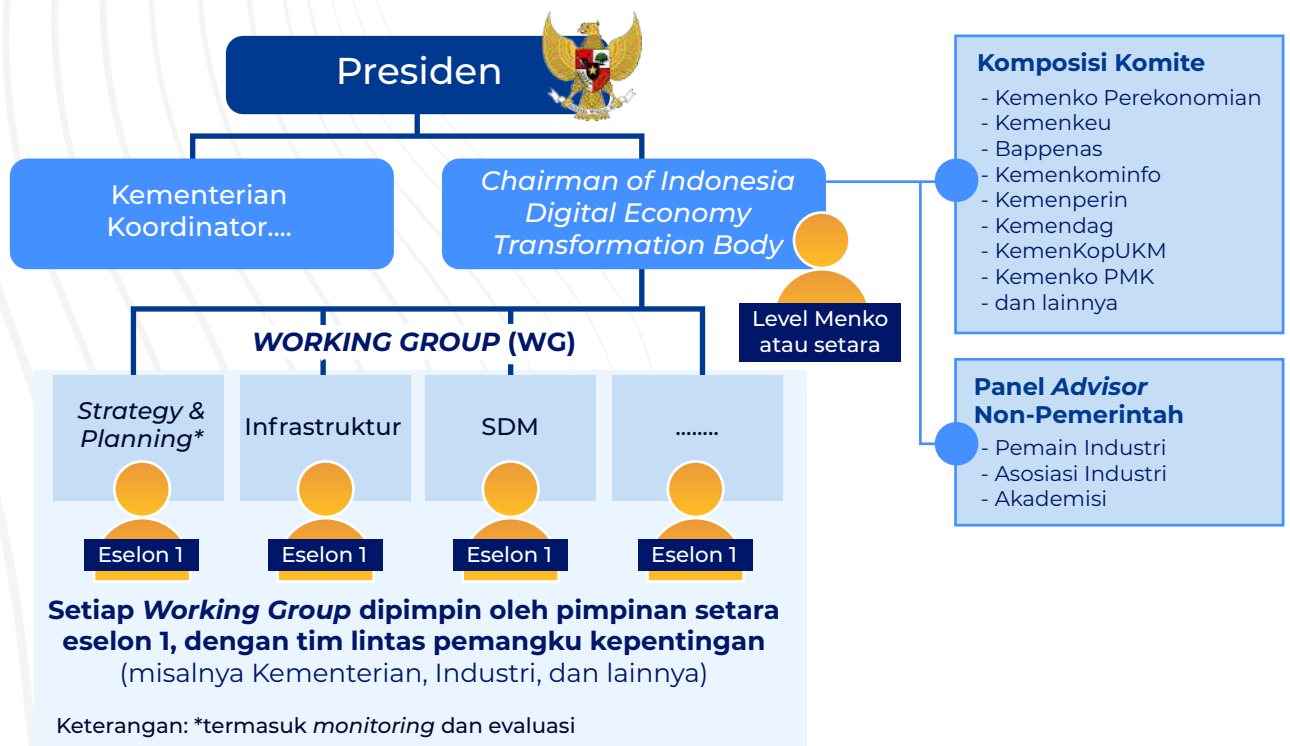 Presiden
Kementerian
Koordinator....
Chairman of Indonesia
Digital Economy
Transformation Body
Level Menko
atau setara
Komposisi Komite
- Kemenko Perekonomian
- Kemenkeu
- Bappenas
- Kemenkominfo
- Kemenperin
- Kemendag
- KemenKopUKM
- Kemenko PMK
- dan lainnya
Panel Advisor
Non-Pemerintah
- Pemain Industri
- Asosiasi Industri
- Akademisi
WORKING GROUP (WG)
Strategy &
Planning*
Infrastruktur
SDM
........
Eselon 1
Eselon 1
Eselon 1
Eselon 1
Setiap Working Group dipimpin oleh pimpinan setara
eselon 1, dengan tim lintas pemangku kepentingan
(misalnya Kementerian, Industri, dan lainnya)
Keterangan: *termasuk monitoring dan evaluasi